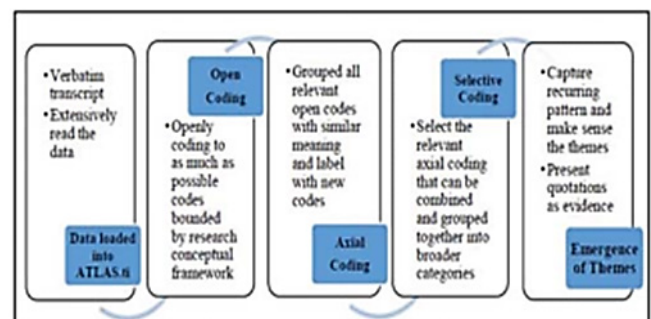 • Verbatim
transcript
• Extensively
read the
data
Data loaded
into
ATLAS.ti
Open
Coding
• Openly
coding to
as much as
possible
codes
bounded
by research
conceptual
framework
• Grouped all
relevant
open codes
with similar
meaning
and label
with new
codes
Axial
Coding
Selective
Coding
• Select the
relevant
axial coding
that can be
combined
and grouped
together into
broader
categories
• Capture
recurring
pattern and
make sense
the themes
• Present
quotations
as evidence
Emergence
of Themes